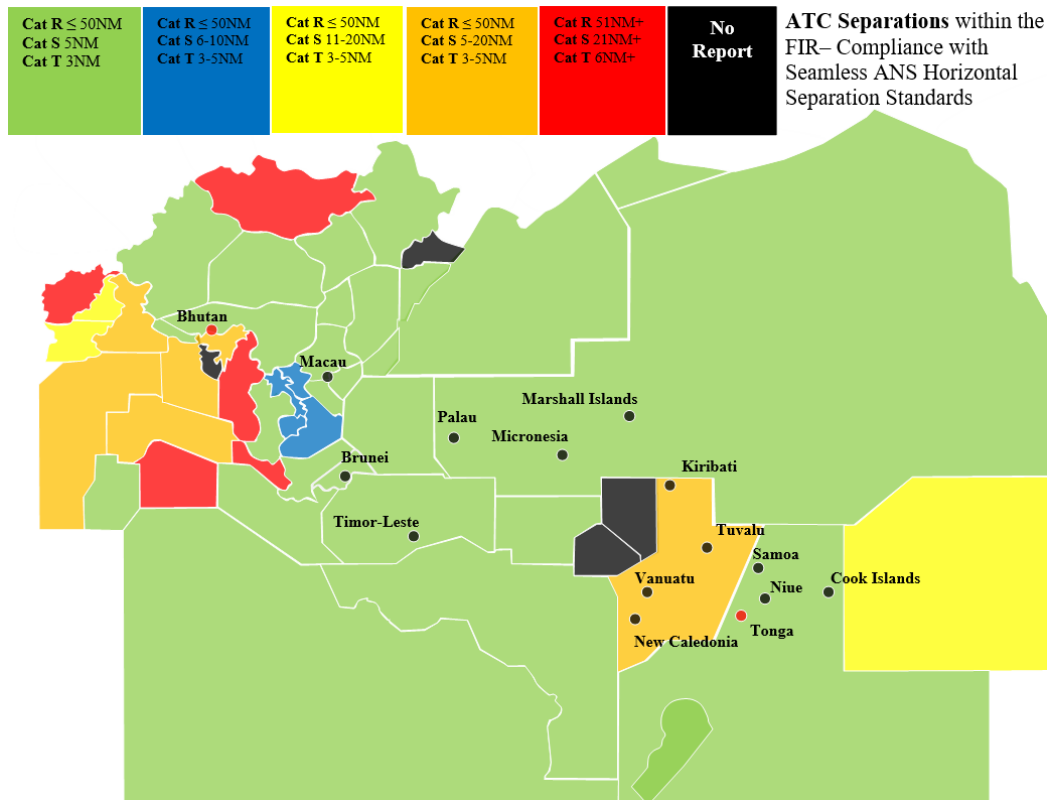 Cat R ≤ 50NM
Cat S 5NM
Cat T 3NM
Cat R ≤ 50NM
Cat S 6-10NM
Cat T 3-5NM
Cat R ≤ 50NM
Cat S 11-20NM
Cat T 3-5NM
Cat R ≤ 50NM
Cat S 5-20NM
Cat T 3-5NM
Cat R 51NM+
Cat S 21NM+
Cat T 6NM+
No
Report
ATC Separations within the
FIR– Compliance with
Seamless ANS Horizontal
Separation Standards
Bhutan
Macau
Marshall Islands
Palau
Micronesia
Brunei
Kiribati
Timor-Leste
Tuvalu
Samoa
Vanuatu
Niue
Cook Islands
Tonga
New Caledonia